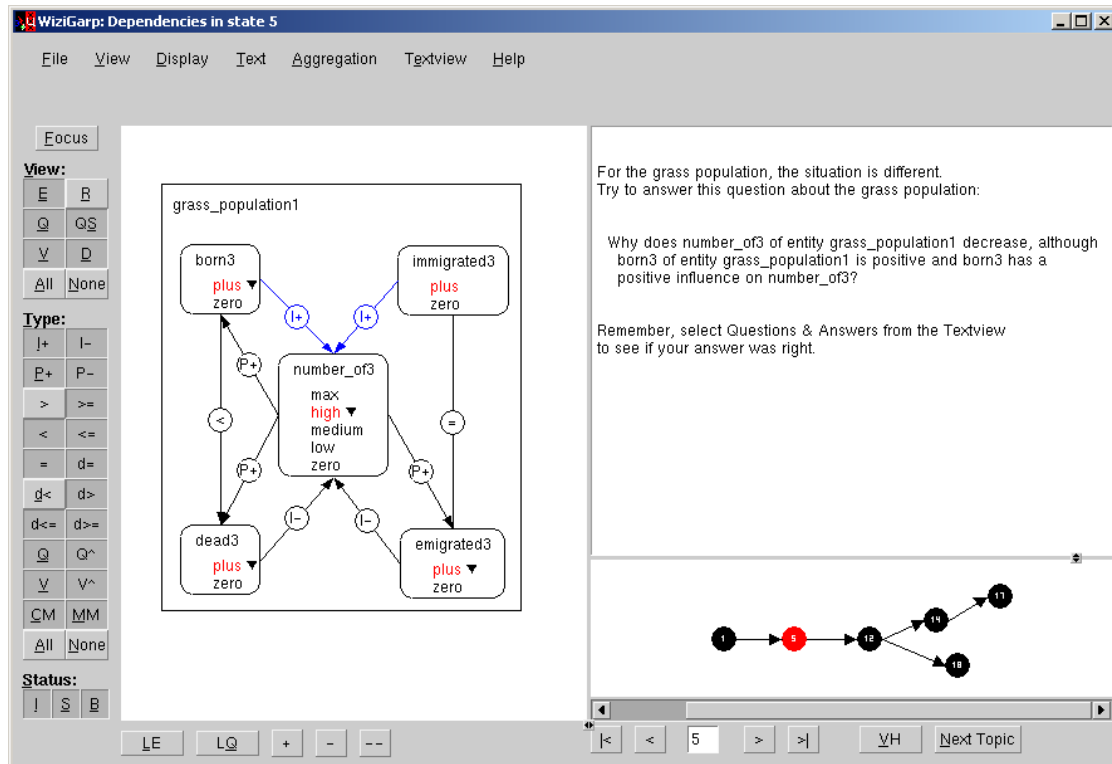 WiziGarp: Dependencies in state 5
File View Display Text Aggregation Textview Help
Focus
View:
E R
Q QS
V D
All None
Type:
I+ I-
P+ P-
> >=
< <=
= d=
d< d>
d<= d>=
Q Q^
V V^
CM MM
All None
Status:
I S B
grass_population1
born3
plus
zero
immigrated3
plus
zero
I+ I+
number_of3
max
high
medium
low
zero
P+
<
=
P+ P+
I- I-
dead3
plus
zero
emigrated3
plus
zero
LE LQ + - --
For the grass population, the situation is different.
Try to answer this question about the grass population:
Why does number_of3 of entity grass_population1 decrease, although
born3 of entity grass_population1 is positive and born3 has a
positive influence on number_of3?
Remember, select Questions & Answers from the Textview
to see if your answer was right.
1 5 12 14 17 18
|< < 5 > >| VH Next Topic